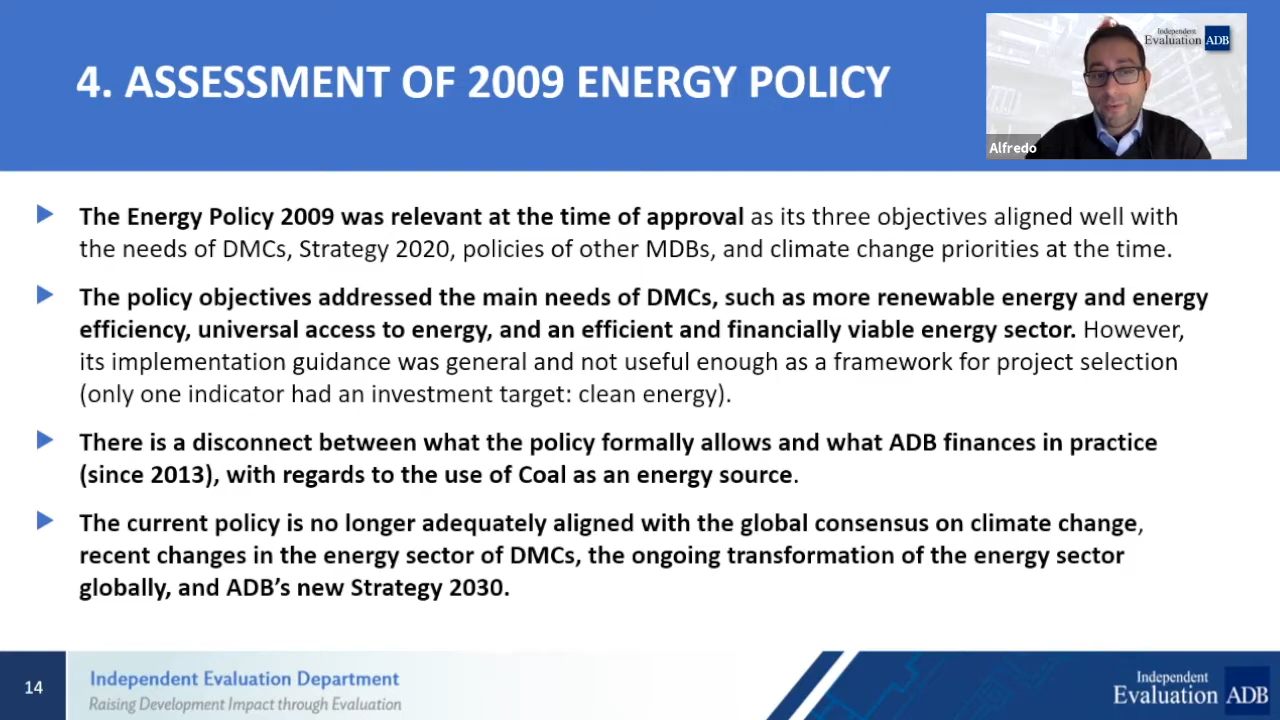 4. ASSESSMENT OF 2009 ENERGY POLICY
Independent
Evaluation ADB
Alfredo
The Energy Policy 2009 was relevant at the time of approval as its three objectives aligned well with
the needs of DMCs, Strategy 2020, policies of other MDBs, and climate change priorities at the time.
The policy objectives addressed the main needs of DMCs, such as more renewable energy and energy
efficiency, universal access to energy, and an efficient and financially viable energy sector. However,
its implementation guidance was general and not useful enough as a framework for project selection
(only one indicator had an investment target: clean energy).
There is a disconnect between what the policy formally allows and what ADB finances in practice
(since 2013), with regards to the use of Coal as an energy source.
The current policy is no longer adequately aligned with the global consensus on climate change,
recent changes in the energy sector of DMCs, the ongoing transformation of the energy sector
globally, and ADB’s new Strategy 2030.
14
Independent Evaluation Department
Raising Development Impact through Evaluation
Independent
Evaluation ADB